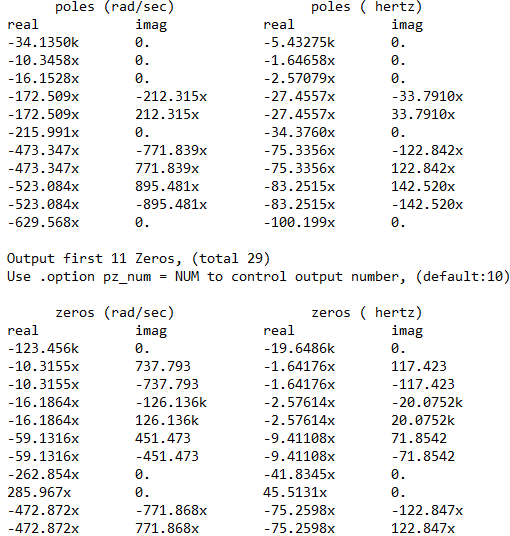 poles (rad/sec) poles ( hertz)
real imag real imag
-34.1350k 0. -5.43275k 0.
-10.3458x 0. -1.64658x 0.
-16.1528x 0. -2.57079x 0.
-172.509x -212.315x -27.4557x -33.7910x
-172.509x 212.315x -27.4557x 33.7910x
-215.991x 0. -34.3760x 0.
-473.347x -771.839x -75.3356x -122.842x
-473.347x 771.839x -75.3356x 122.842x
-523.084x 895.481x -83.2515x 142.520x
-523.084x -895.481x -83.2515x -142.520x
-629.568x 0. -100.199x 0.
Output first 11 Zeros, (total 29)
Use .option pz_num = NUM to control output number, (default:10)
zeros (rad/sec) zeros ( hertz)
real imag real imag
-123.456k 0. -19.6486k 0.
-10.3155x 737.793 -1.64176x 117.423
-10.3155x -737.793 -1.64176x -117.423
-16.1864x -126.136k -2.57614x -20.0752k
-16.1864x 126.136k -2.57614x 20.0752k
-59.1316x 451.473 -9.41108x 71.8542
-59.1316x -451.473 -9.41108x -71.8542
-262.854x 0. -41.8345x 0.
285.967x 0. 45.5131x 0.
-472.872x -771.868x -75.2598x -122.847x
-472.872x 771.868x -75.2598x 122.847x